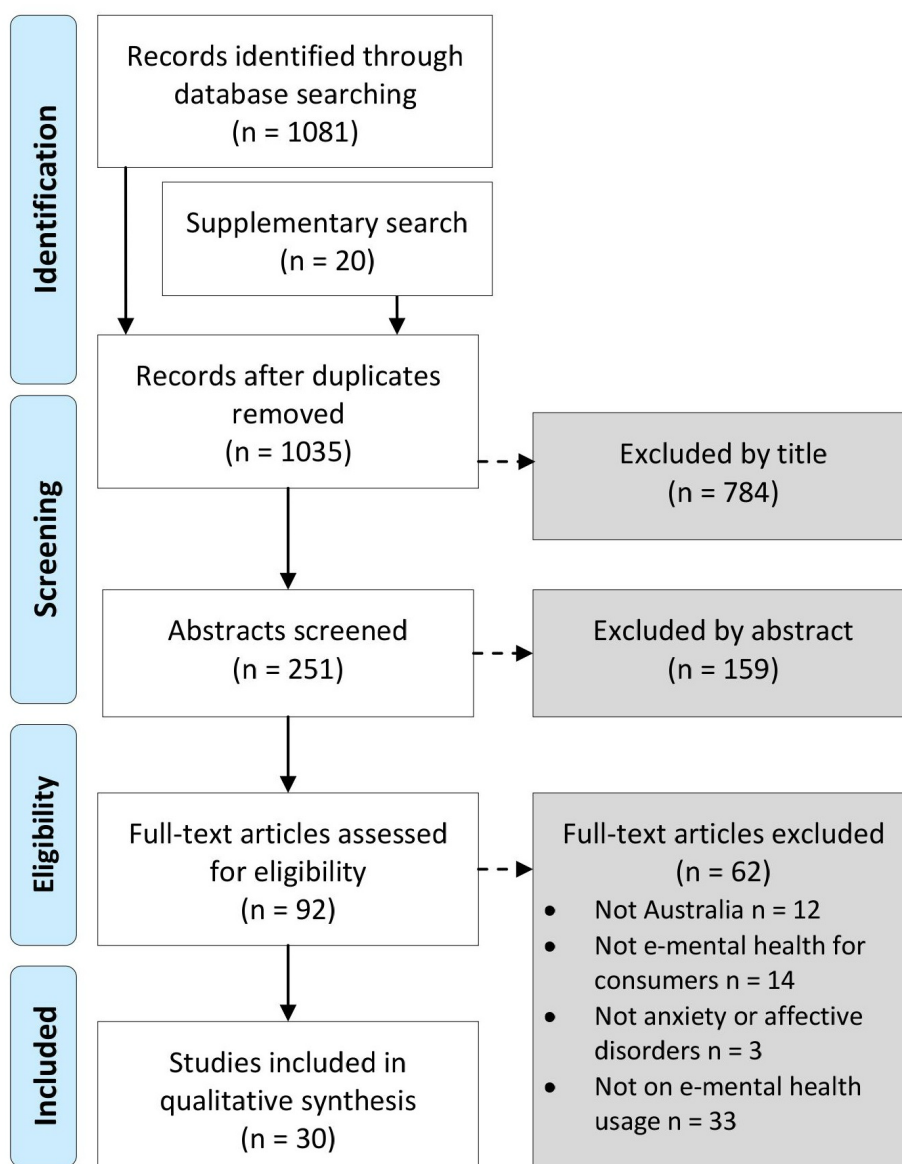 Identification
Records identified through
database searching
(n = 1081)
Supplementary search
(n = 20)
Records after duplicates
removed
(n = 1035)
Screening
Excluded by title
(n = 784)
Abstracts screened
(n = 251)
Excluded by abstract
(n = 159)
Eligibility
Full-text articles assessed
for eligibility
(n = 92)
Full-text articles excluded
(n = 62)
• Not Australia n = 12
• Not e-mental health for
consumers n = 14
• Not anxiety or affective
disorders n = 3
• Not on e-mental health
usage n = 33
Included
Studies included in
qualitative synthesis
(n = 30)